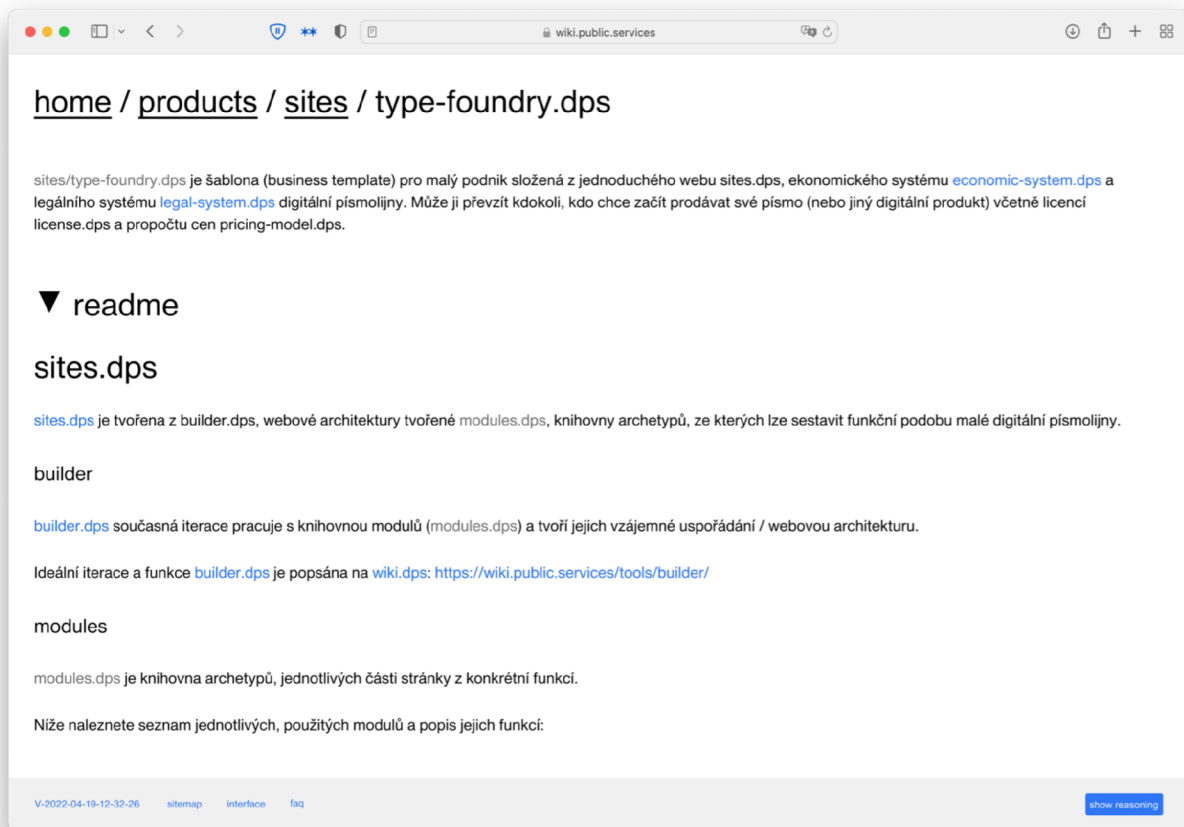 wiki.public.services
home / products / sites / type-foundry.dps
sites/type-foundry.dps je šablona (business template) pro malý podnik složená z jednoduchého webu sites.dps, ekonomického systému economic-system.dps a
legálního systému legal-system.dps digitální písmolijny. Může ji převzít kdokoli, kdo chce začít prodávat své písmo (nebo jiný digitální produkt) včetně licencí
license.dps a propočtu cen pricing-model.dps.
▼ readme
sites.dps
sites.dps je tvořena z builder.dps, webové architektury tvořené modules.dps, knihovny archetypů, ze kterých lze sestavit funkční podobu malé digitální písmolijny.
builder
builder.dps současná iterace pracuje s knihovnou modulů (modules.dps) a tvoří jejich vzájemné uspořádání / webovou architekturu.
Ideální iterace a funkce builder.dps je popsána na wiki.dps: https://wiki.public.services/tools/builder/
modules
modules.dps je knihovna archetypů, jednotlivých části stránky z konkrétní funkcí.
Níže naleznete seznam jednotlivých, použitých modulů a popis jejich funkcí:
V-2022-04-19-12-32-26 sitemap interface faq show reasoning